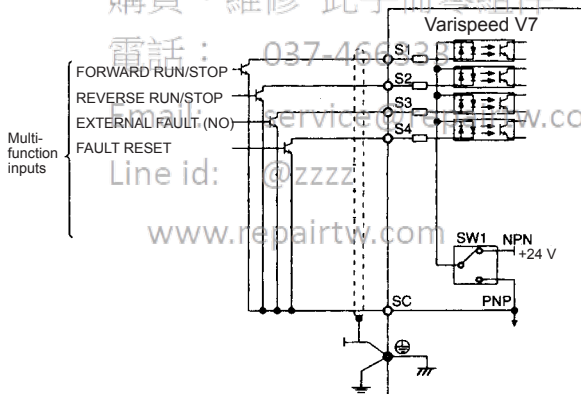 購買、維修 此手冊零組件
Varispeed V7
電話： 037-466333
S1
FORWARD RUN/STOP
S2
REVERSE RUN/STOP
S3
EXTERNAL FAULT (NO)
Email: service@repairtw.co
S4
Multi-
function
inputs
FAULT RESET
Line id: @zzzz
www.repairtw.com
SW1 NPN
+24 V
SC PNP